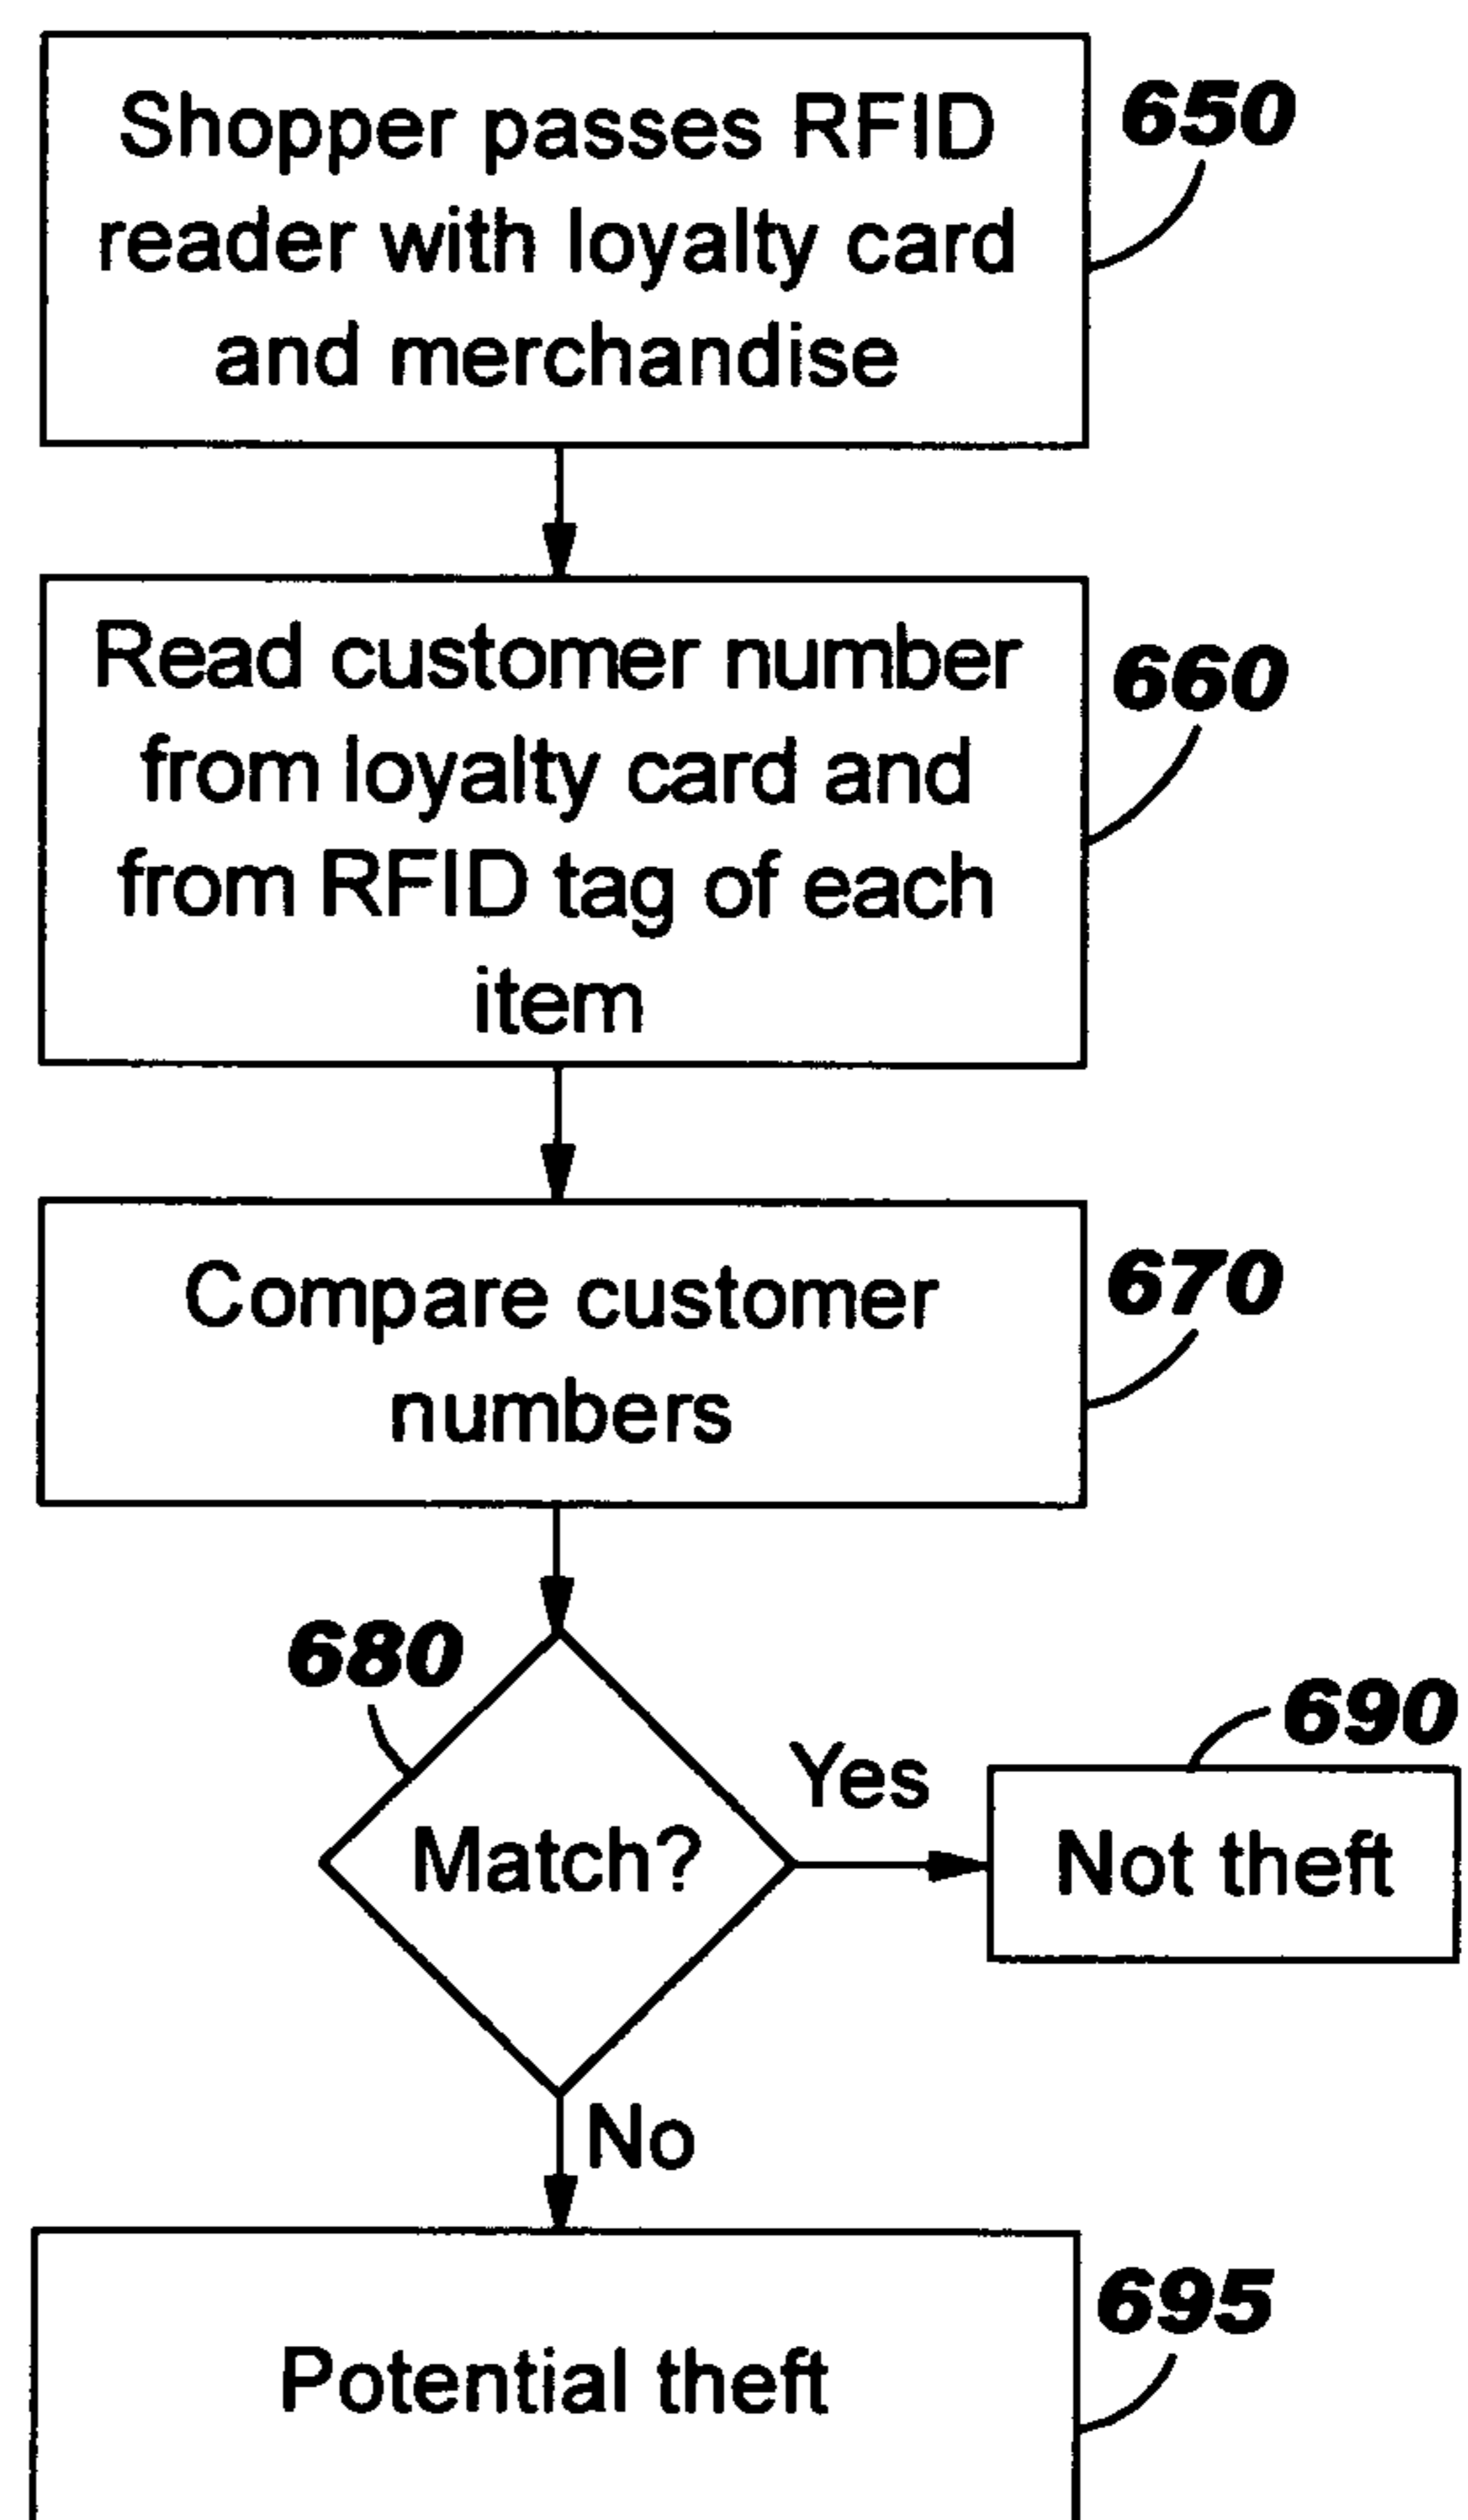 Shopper passes RFID
reader with loyalty card
and merchandise
650
Read customer number
from loyalty card and
from RFID tag of each
item
660
Compare customer
numbers
670
680
Match?
Yes
690
Not theft
No
695
Potential theft